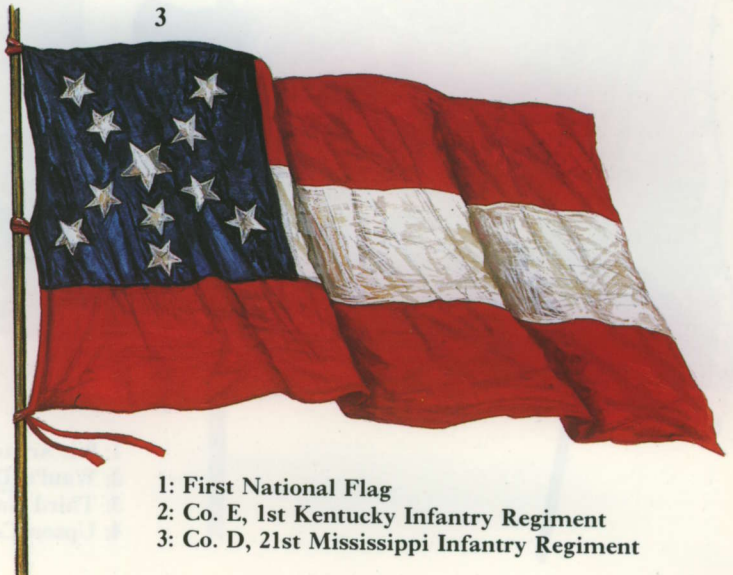 3
1: First National Flag
2: Co. E, 1st Kentucky Infantry Regiment
3: Co. D, 21st Mississippi Infantry Regiment